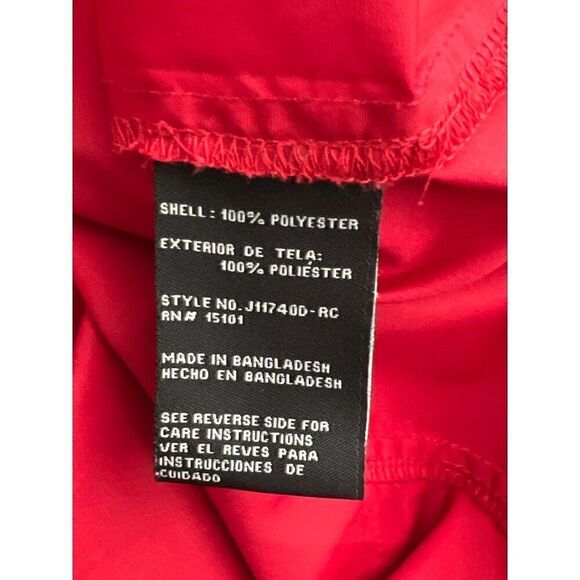 SHELL: 100% POLYESTER
EXTERIOR DE TELA:
100% POLIÉSTER
STYLE NO. J11740D-RC
RN# 15101
MADE IN BANGLADESH
HECHO EN BANGLADESH
SEE REVERSE SIDE FOR
CARE INSTRUCTIONS
VER EL REVES PARA
INSTRUCCIONES DE
CUIDADO